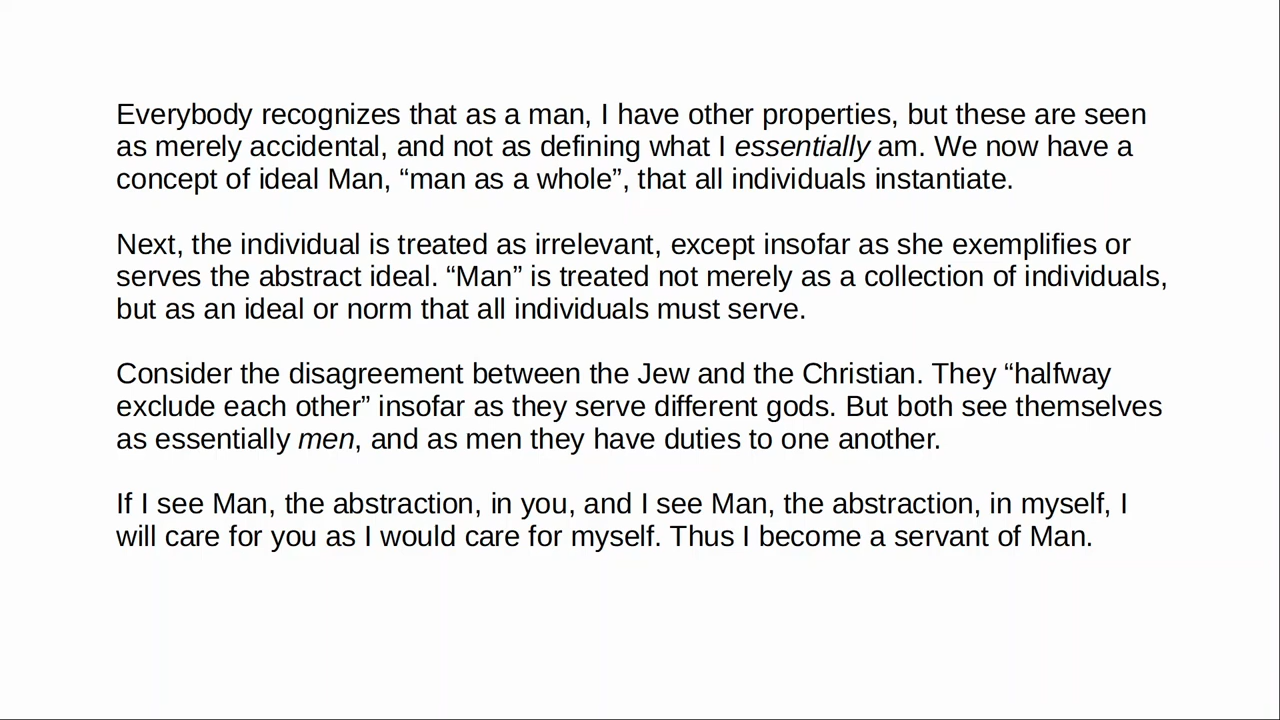 Everybody recognizes that as a man, I have other properties, but these are seen
as merely accidental, and not as defining what I essentially am. We now have a
concept of ideal Man, “man as a whole”, that all individuals instantiate.
Next, the individual is treated as irrelevant, except insofar as she exemplifies or
serves the abstract ideal. “Man” is treated not merely as a collection of individuals,
but as an ideal or norm that all individuals must serve.
Consider the disagreement between the Jew and the Christian. They “halfway
exclude each other” insofar as they serve different gods. But both see themselves
as essentially men, and as men they have duties to one another.
If I see Man, the abstraction, in you, and I see Man, the abstraction, in myself, I
will care for you as I would care for myself. Thus I become a servant of Man.